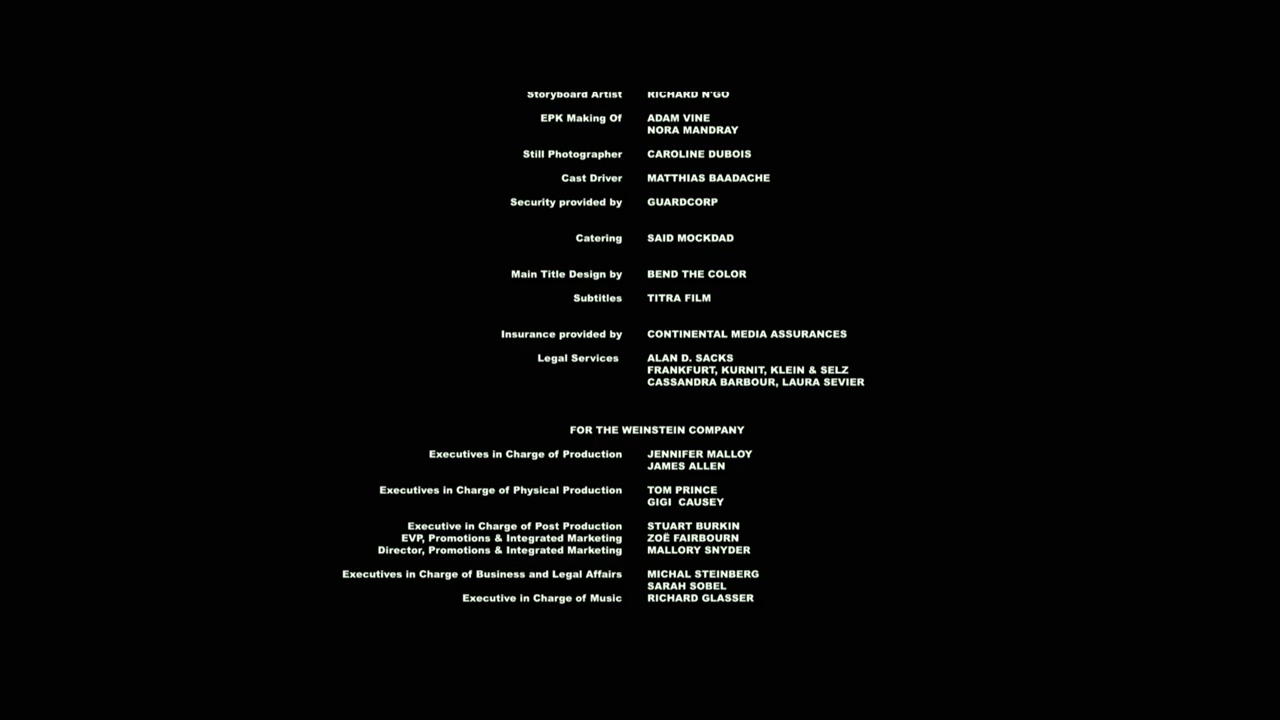 Storyboard Artist RICHARD N'GO
EPK Making Of ADAM VINE
NORA MANDRAY
Still Photographer CAROLINE DUBOIS
Cast Driver MATTHIAS BAADACHE
Security provided by GUARDCORP
Catering SAID MOCKDAD
Main Title Design by BEND THE COLOR
Subtitles TITRA FILM
Insurance provided by CONTINENTAL MEDIA ASSURANCES
Legal Services ALAN D. SACKS
FRANKFURT, KURNIT, KLEIN & SELZ
CASSANDRA BARBOUR, LAURA SEVIER
FOR THE WEINSTEIN COMPANY
Executives in Charge of Production JENNIFER MALLOY
JAMES ALLEN
Executives in Charge of Physical Production TOM PRINCE
GIGI CAUSEY
Executive in Charge of Post Production STUART BURKIN
EVP, Promotions & Integrated Marketing ZOË FAIRBOURN
Director, Promotions & Integrated Marketing MALLORY SNYDER
Executives in Charge of Business and Legal Affairs MICHAL STEINBERG
SARAH SOBEL
Executive in Charge of Music RICHARD GLASSER